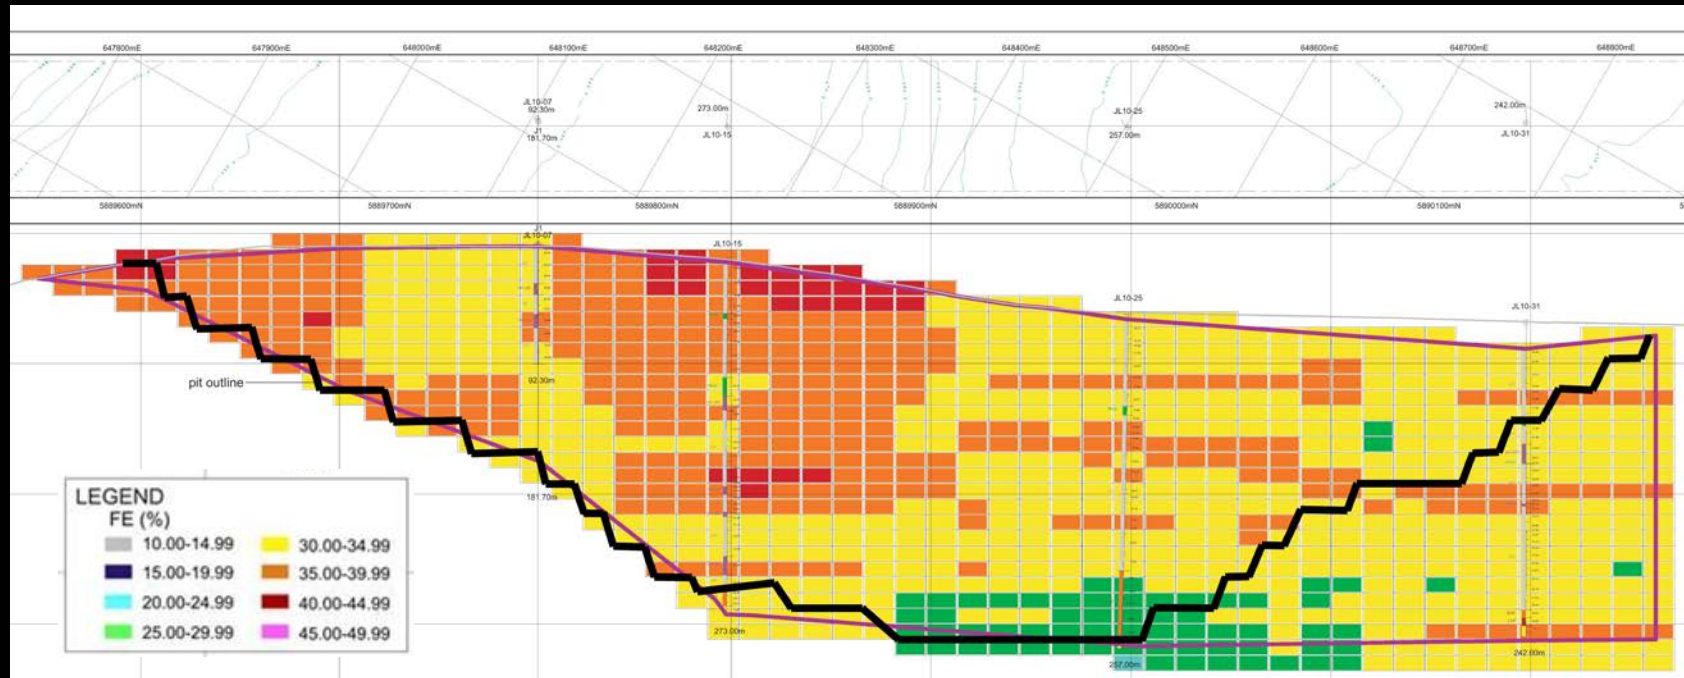 647800mE 647900mE 648000mE 648100mE 648200mE 648300mE 648400mE 648500mE 648600mE 648700mE 648800mE
JL10-07
92.30m
J1
181.70m
273.00m
JL10-15
JL10-25
257.00m
242.00m
JL10-31
5889600mN 5889700mN 5889800mN 5889900mN 5890000mN 5890100mN
J1
JL10-07
JL10-15
JL10-25
JL10-31
92.30m
pit outline
181.70m
LEGEND
FE (%)
10.00-14.99 30.00-34.99
15.00-19.99 35.00-39.99
20.00-24.99 40.00-44.99
25.00-29.99 45.00-49.99
273.00m
257.00m
242.00m